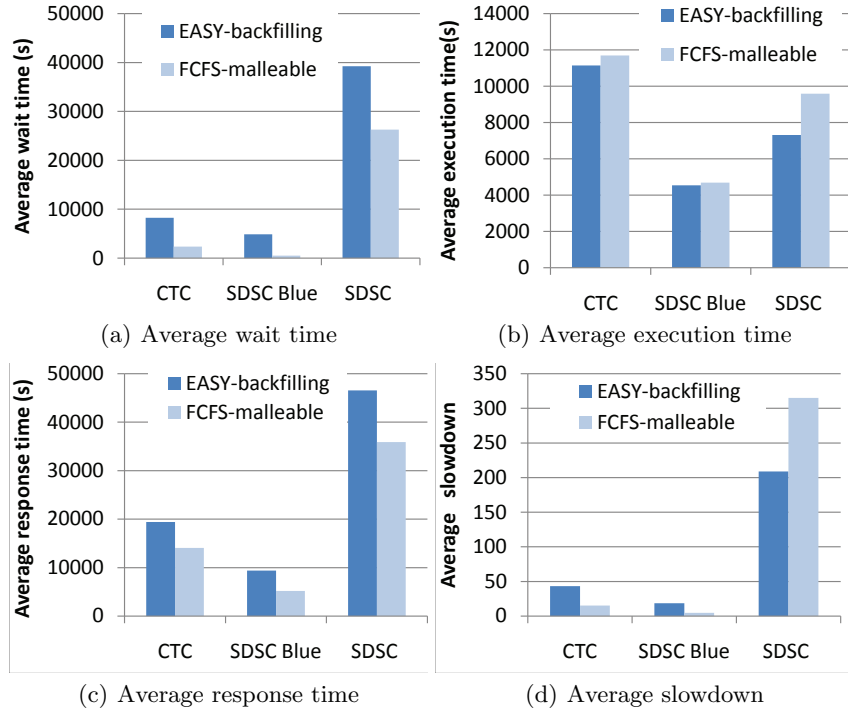 Average wait time (s)
50000
40000
30000
20000
10000
0
EASY-backfilling
FCFS-malleable
CTC
SDSC Blue
SDSC
(a) Average wait time
Average execution time(s)
14000
12000
10000
8000
6000
4000
2000
0
EASY-backfilling
FCFS-malleable
CTC
SDSC Blue
SDSC
(b) Average execution time
Average response time (s)
50000
40000
30000
20000
10000
0
EASY-backfilling
FCFS-malleable
CTC
SDSC Blue
SDSC
(c) Average response time
Average slowdown
350
300
250
200
150
100
50
0
EASY-backfilling
FCFS-malleable
CTC
SDSC Blue
SDSC
(d) Average slowdown